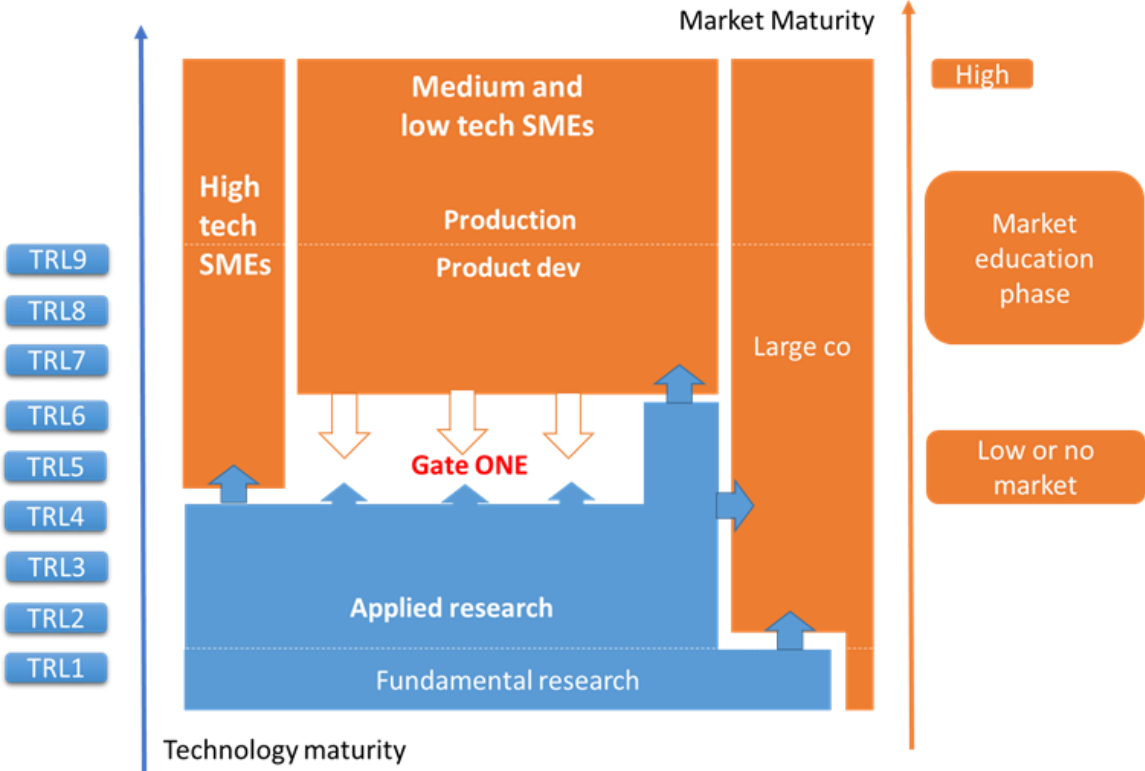 Market Maturity
High
Medium and
low tech SMEs
High
tech
SMEs
Production
Product dev
Market
education
phase
TRL9
TRL8
TRL7
TRL6
TRL5
TRL4
TRL3
TRL2
TRL1
Large co
Low or no
market
Gate ONE
Applied research
Fundamental research
Technology maturity